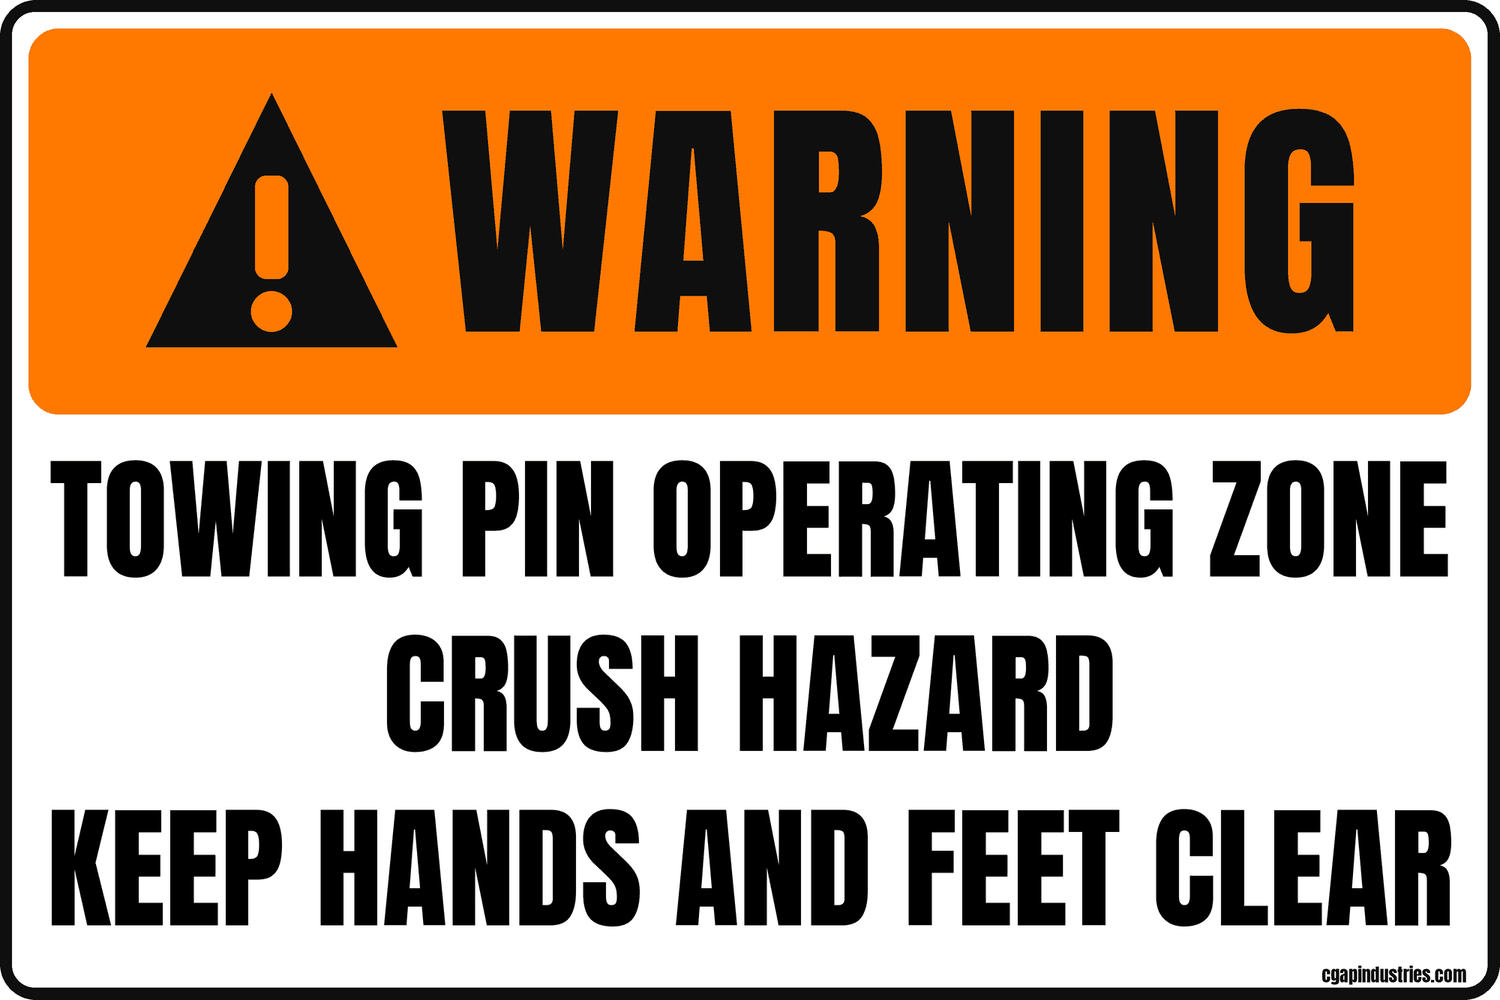 WARNING
TOWING PIN OPERATING ZONE
CRUSH HAZARD
KEEP HANDS AND FEET CLEAR
cgapindustries.com